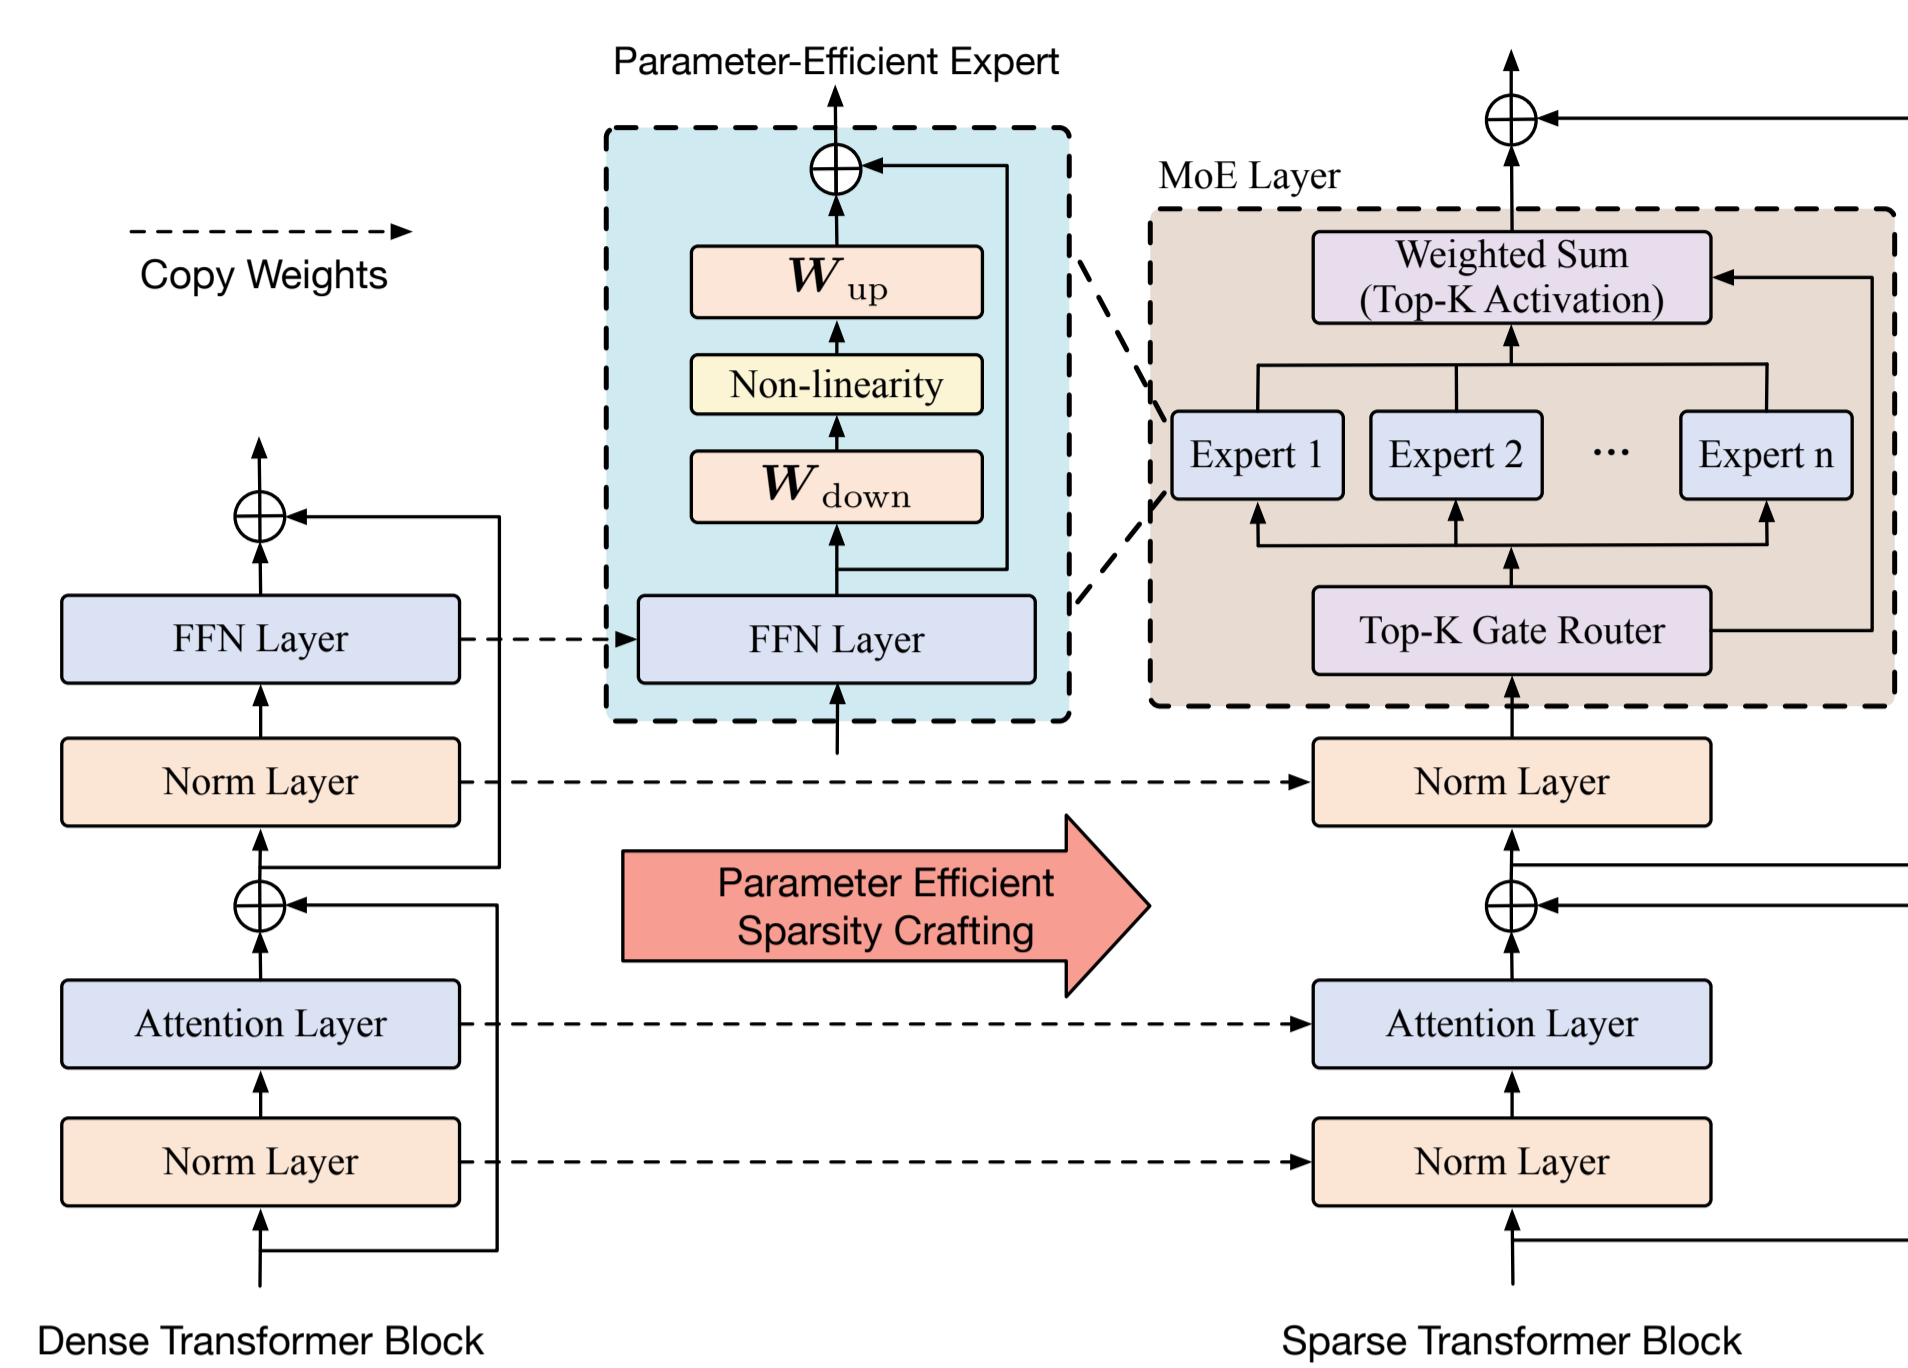 Parameter-Efficient Expert
Copy Weights
W up
Non-linearity
W down
FFN Layer
FFN Layer
Norm Layer
Attention Layer
Norm Layer
Dense Transformer Block
Parameter Efficient
Sparsity Crafting
MoE Layer
Weighted Sum
(Top-K Activation)
Expert 1 Expert 2 ... Expert n
Top-K Gate Router
Norm Layer
Attention Layer
Norm Layer
Sparse Transformer Block